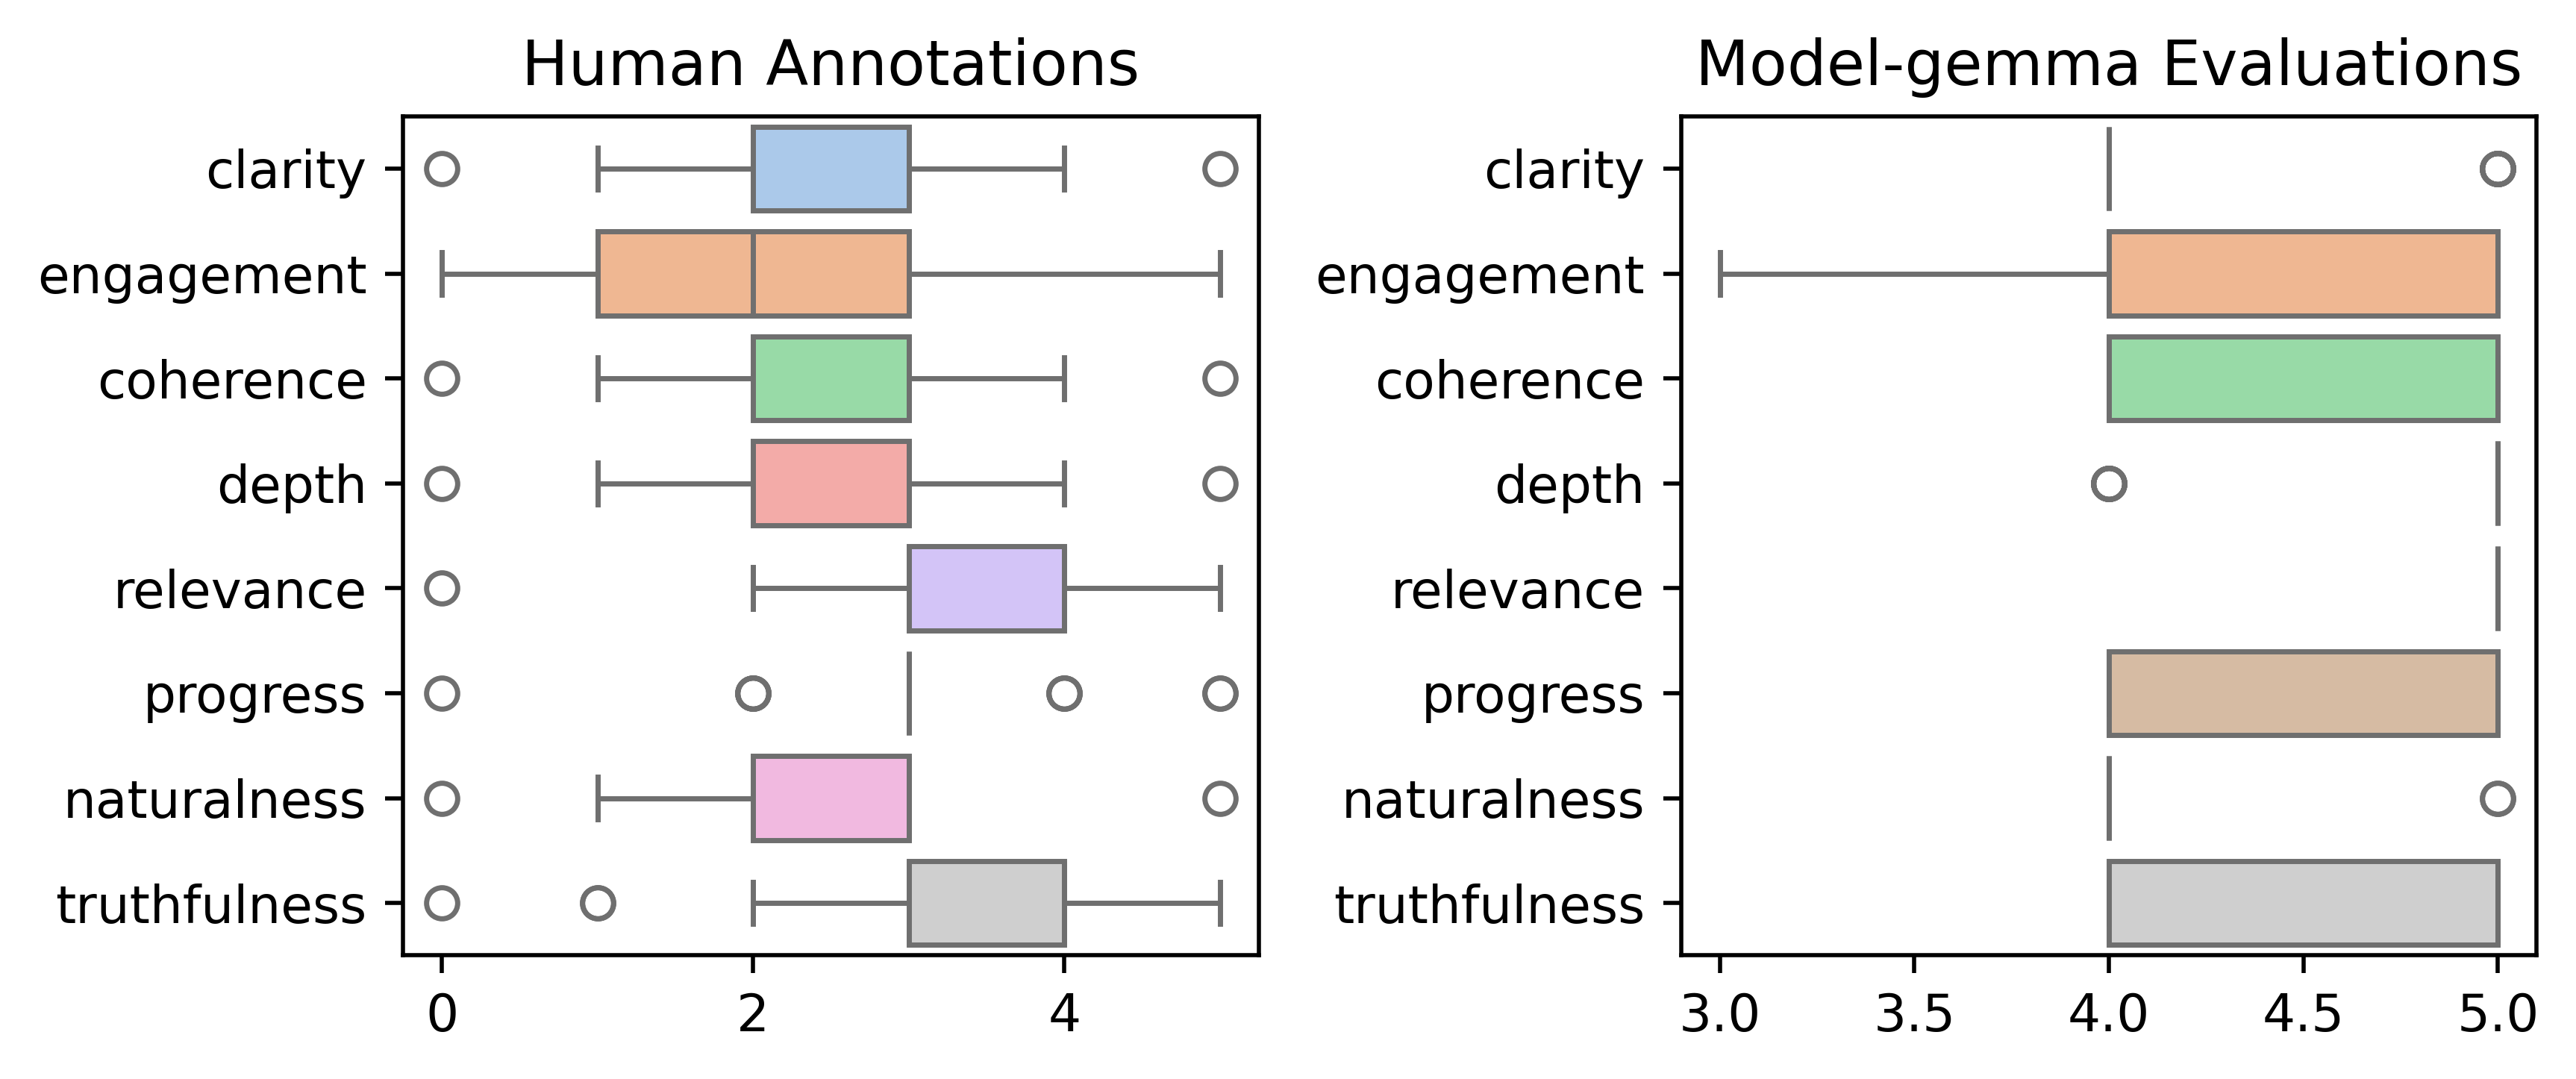 Human Annotations
clarity
engagement
coherence
depth
relevance
progress
naturalness
truthfulness
0 2 4
Model-gemma Evaluations
clarity
engagement
coherence
depth
relevance
progress
naturalness
truthfulness
3.0 3.5 4.0 4.5 5.0